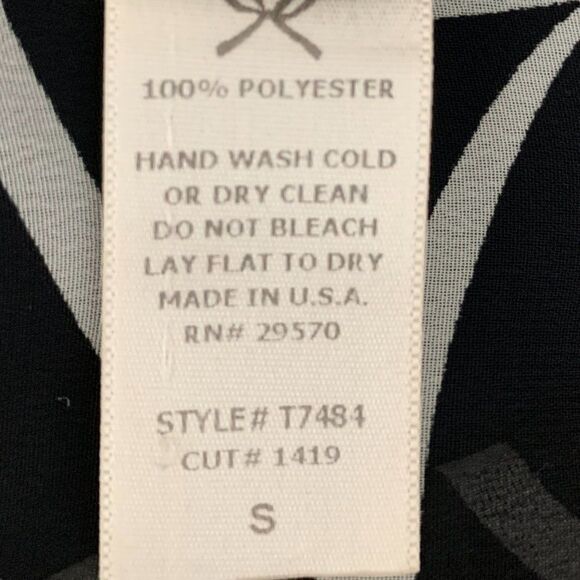 100% POLYESTER
HAND WASH COLD
OR DRY CLEAN
DO NOT BLEACH
LAY FLAT TO DRY
MADE IN U.S.A.
RN# 29570
STYLE# T7484
CUT# 1419
S